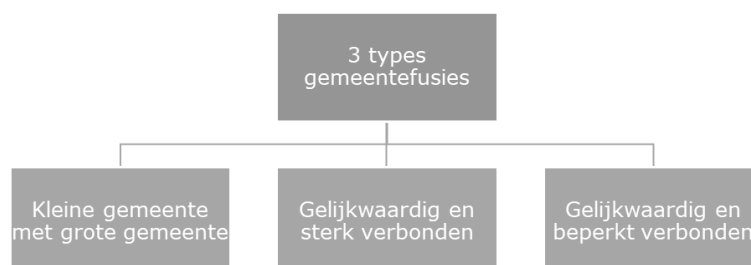 3 types
gemeentefusies
Kleine gemeente
met grote gemeente
Gelijkwaardig en
sterk verbonden
Gelijkwaardig en
beperkt verbonden